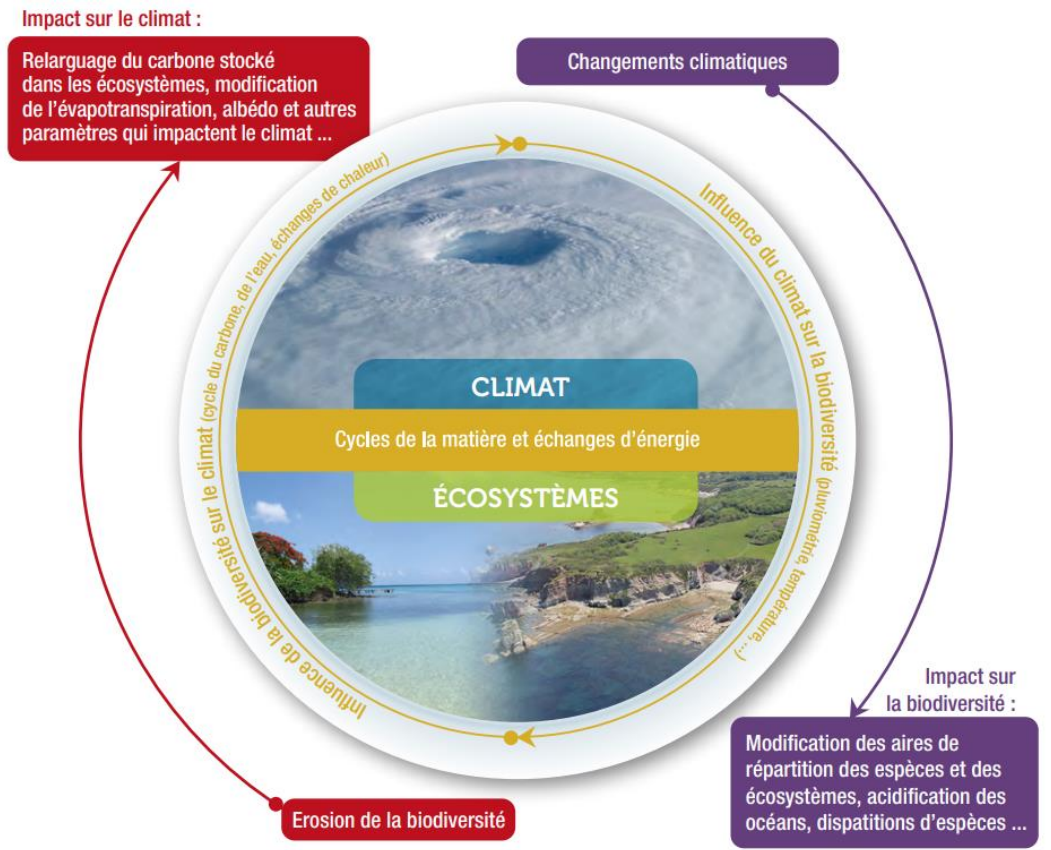 Impact sur le climat :
Relarguage du carbone stocké
dans les écosystèmes, modification
de l'évapotranspiration, albédo et autres
paramètres qui impactent le climat ...
Changements climatiques
Influence de la biodiversité sur le climat (cycle du carbone, de l'eau, échanges de chaleur)
Influence du climat sur la biodiversité (pluviométrie, température, ...)
CLIMAT
Cycles de la matière et échanges d'énergie
ÉCOSYSTÈMES
Impact sur
la biodiversité :
Modification des aires de
répartition des espèces et des
écosystèmes, acidification des
océans, dispatitions d'espèces ...
Erosion de la biodiversité